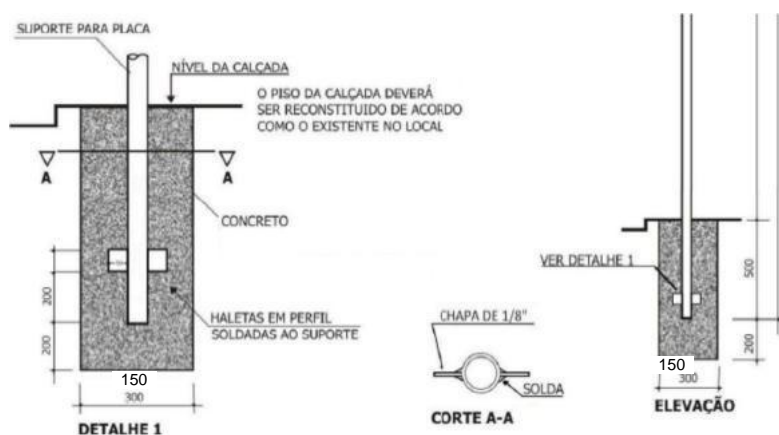 SUPORTE PARA PLACA
NÍVEL DA CALÇADA
O PISO DA CALÇADA DEVERÁ
SER RECONSTITUIDO DE ACORDO
COMO O EXISTENTE NO LOCAL
A
A
CONCRETO
200
HALETAS EM PERFIL
SOLDADAS AO SUPORTE
200
150
300
DETALHE 1
CHAPA DE 1/8"
SOLDA
CORTE A-A
VER DETALHE 1
500
200
150
300
ELEVAÇÃO